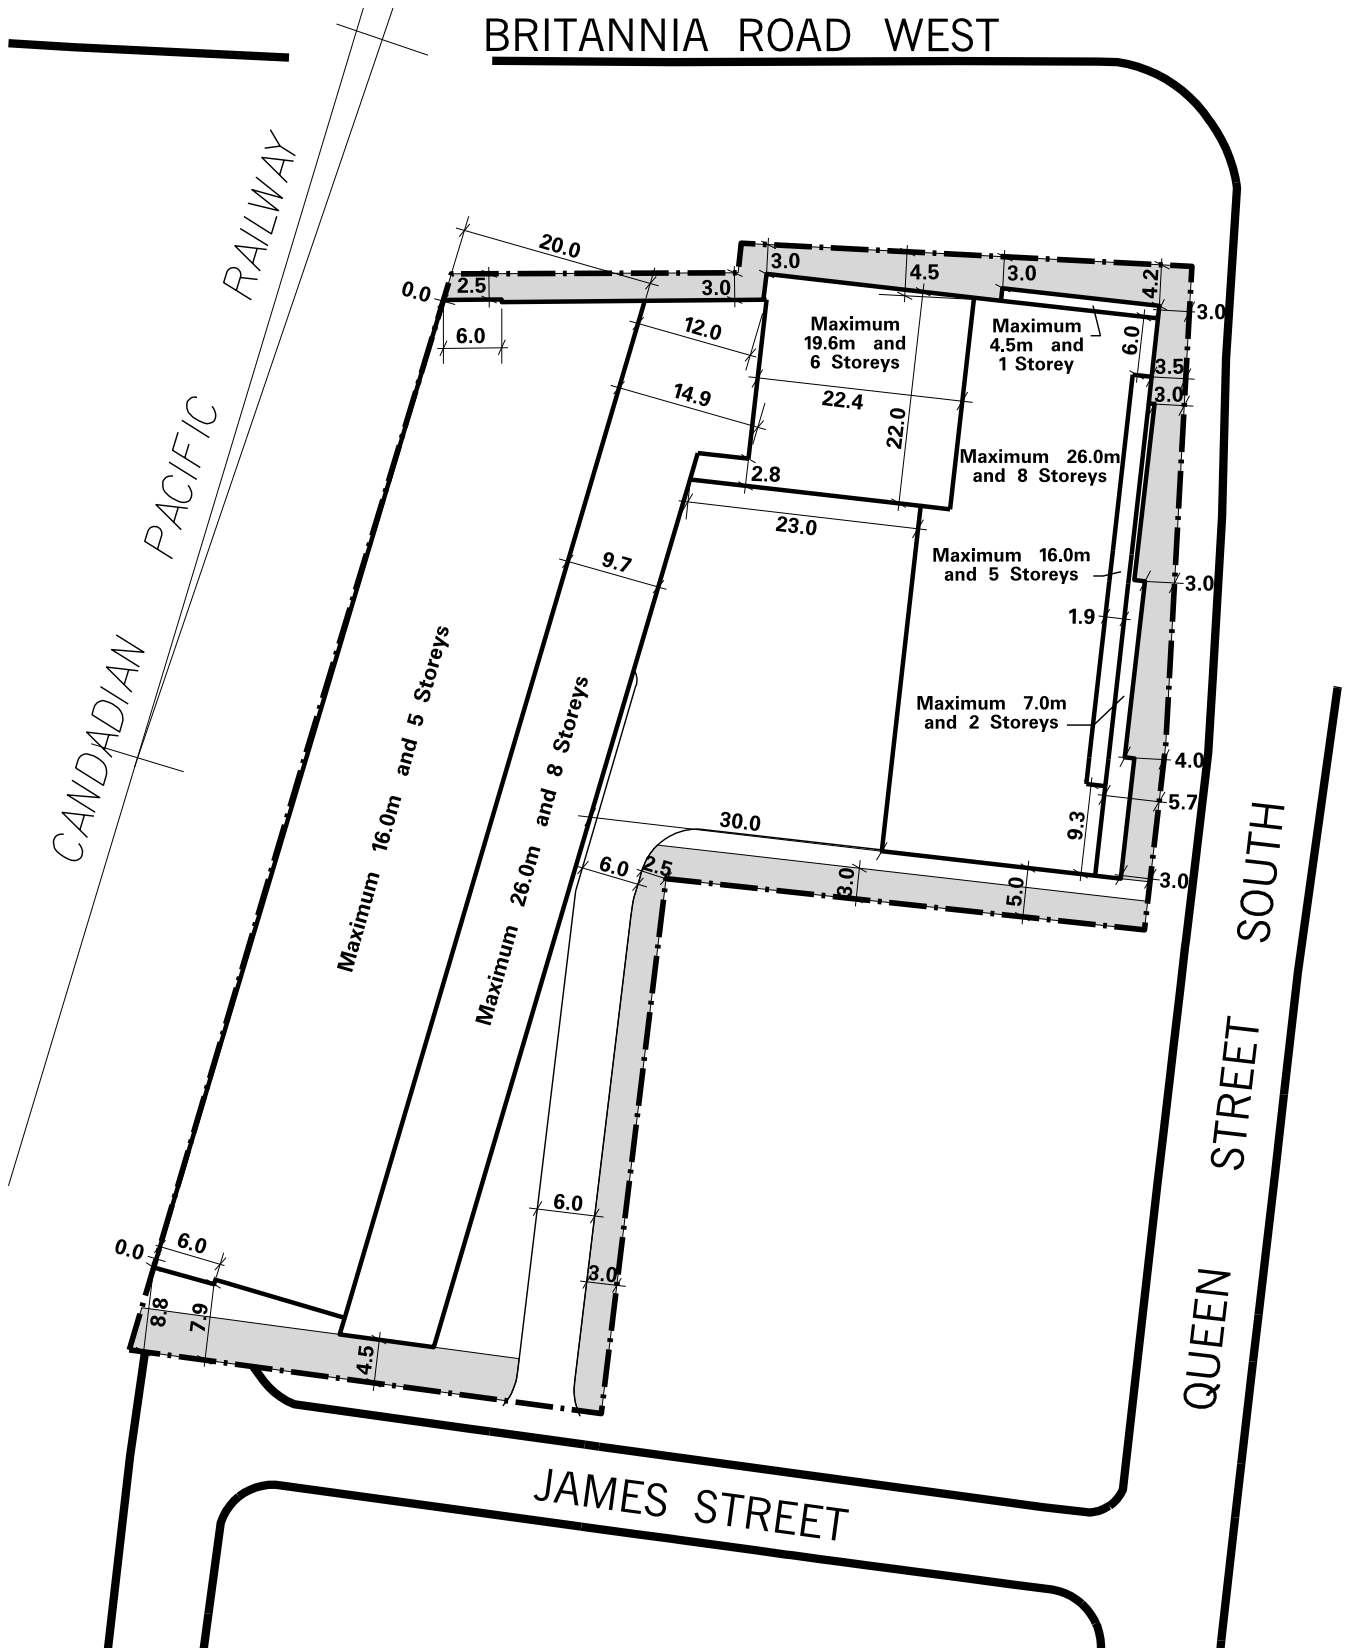 BRITANNIA ROAD WEST
CANDADIAN PACIFIC RAILWAY
20.0
3.0
4.5
3.0
4.2
0.0
2.5
3.0
3.0
6.0
12.0
Maximum
19.6m and
6 Storeys
Maximum
4.5m and
1 Storey
6.0
3.5
3.0
14.9
22.4
22.0
2.8
Maximum 26.0m
and 8 Storeys
23.0
9.7
Maximum 16.0m
and 5 Storeys
3.0
1.9
Maximum 16.0m and 5 Storeys
Maximum 26.0m and 8 Storeys
Maximum 7.0m
and 2 Storeys
4.0
5.7
30.0
9.3
6.0
2.5
3.0
5.0
3.0
QUEEN STREET SOUTH
6.0
0.0
6.0
3.0
8.8
7.9
4.5
JAMES STREET